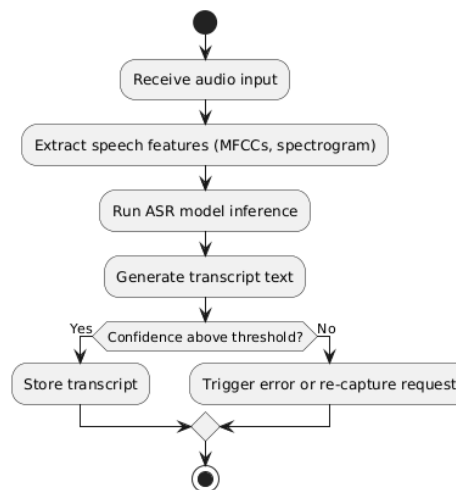 Receive audio input
Extract speech features (MFCCs, spectrogram)
Run ASR model inference
Generate transcript text
Yes
Confidence above threshold?
No
Store transcript
Trigger error or re-capture request